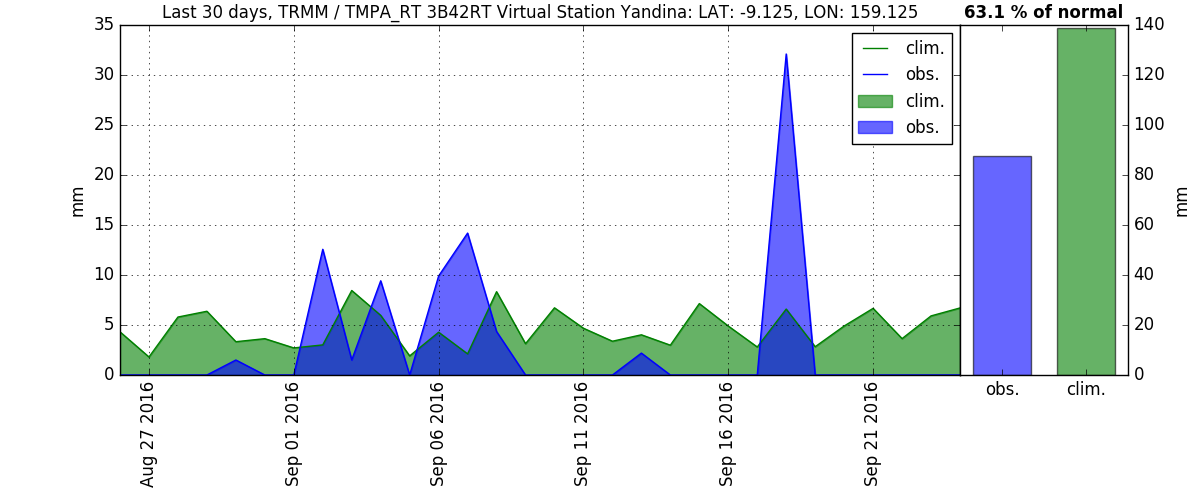 Last 30 days, TRMM / TMPA_RT 3B42RT Virtual Station Yandina: LAT: -9.125, LON: 159.125
63.1 % of normal
35
30
25
20
15
10
5
0
mm
clim.
obs.
clim.
obs.
140
120
100
80
60
40
20
0
mm
obs.
clim.
Aug 27 2016
Sep 01 2016
Sep 06 2016
Sep 11 2016
Sep 16 2016
Sep 21 2016